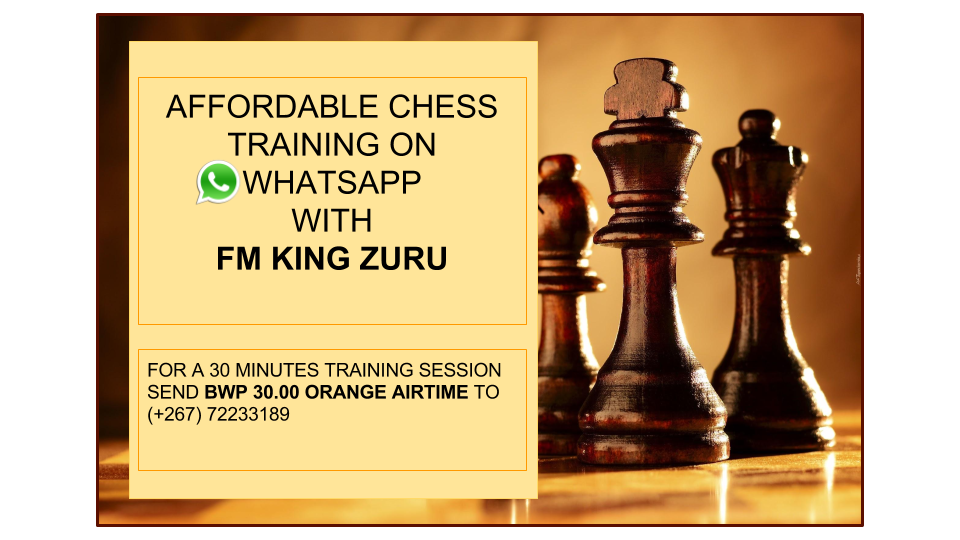 AFFORDABLE CHESS
TRAINING ON
WHATSAPP
WITH
FM KING ZURU
FOR A 30 MINUTES TRAINING SESSION
SEND BWP 30.00 ORANGE AIRTIME TO
(+267) 72233189